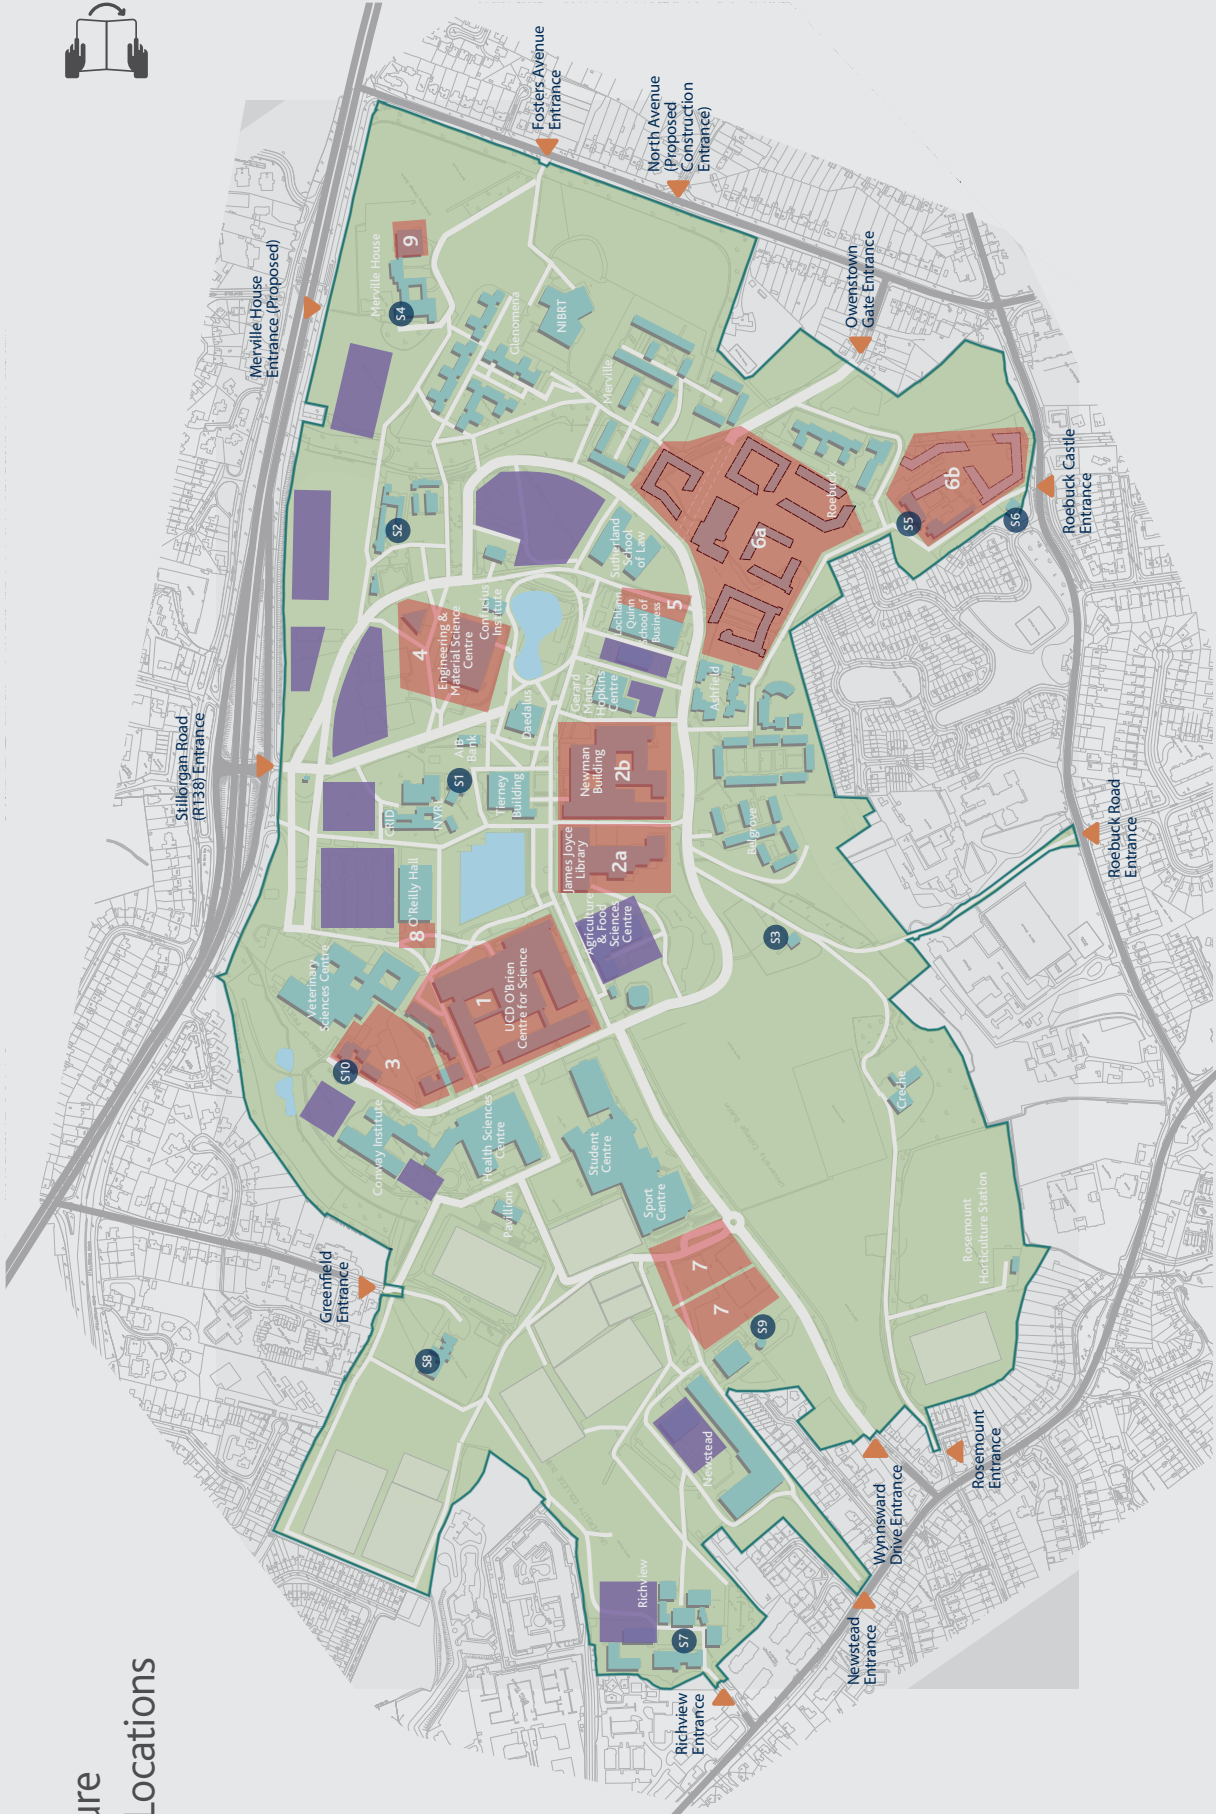 ure
Locations
Richview
Entrance
Newstead
Entrance
Wynnsward
Drive Entrance
Rosemount
Entrance
Greenfield
Entrance
Roebuck Road
Entrance
Stillorgan Road
(R138) Entrance
Roebuck Castle
Entrance
Merville House
Entrance (Proposed)
Owenstown
Gate Entrance
North Avenue
(Proposed
Construction
Entrance)
Fosters Avenue
Entrance
Richview
S7
Newstead
S8
S9
7
7
Rosemount
Horticulture Station
Sport
Centre
Student
Centre
Pavillion
Conway Institute
Health Sciences
Centre
Creche
S10
3
1
UCD O'Brien
Centre for Science
Veterinary
Sciences Centre
8
O'Reilly Hall
Agriculture
& Food
Sciences
Centre
S3
James Joyce
Library
2a
Newman
Building
2b
Belgrove
CRID
NVRL
S1
Tierney
Building
AIB
Bank
Daedalus
Gerard
Manley
Hopkins
Centre
Ashfield
4
Engineering &
Material Science
Centre
Confucius
Institute
Lochlann
Quinn
School of
Business
5
Sutherland
School
of Law
6a
Roebuck
S2
S5
S6
6b
Merville
NIBRT
Glenomena
S4
Merville House
9